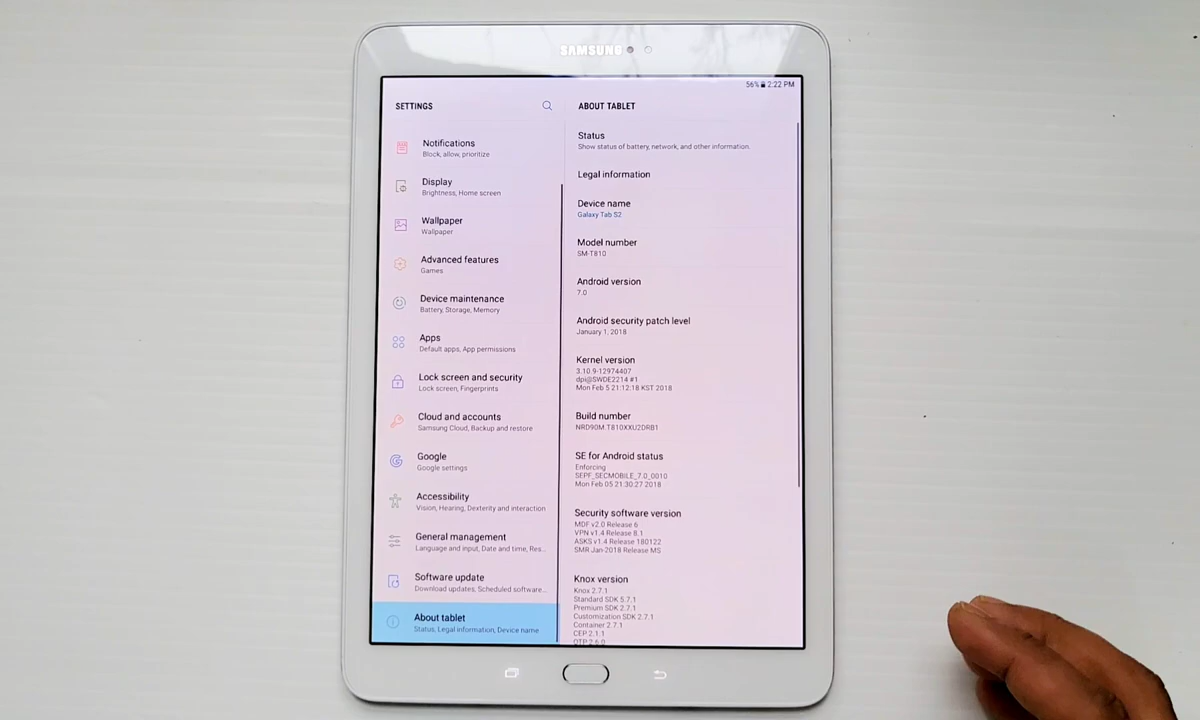 SAMSUNG
56% 2:22 PM
SETTINGS
Notifications
Block, allow, prioritize
Display
Brightness, Home screen
Wallpaper
Wallpaper
Advanced features
Games
Device maintenance
Battery, Storage, Memory
Apps
Default apps, App permissions
Lock screen and security
Lock screen, Fingerprints
Cloud and accounts
Samsung Cloud, Backup and restore
Google
Google settings
Accessibility
Vision, Hearing, Dexterity and interaction
General management
Language and input, Date and time, Res...
Software update
Download updates, Scheduled software...
About tablet
Status, Legal information, Device name
ABOUT TABLET
Status
Show status of battery, network, and other information.
Legal information
Device name
Galaxy Tab S2
Model number
SM-T810
Android version
7.0
Android security patch level
January 1, 2018
Kernel version
3.10.9-12974407
dpi@SWDE2214 #1
Mon Feb 5 21:12:18 KST 2018
Build number
NRD90M.T810XXU2DRB1
SE for Android status
Enforcing
SEPF_SECMOBILE_7.0_0010
Mon Feb 05 21:30:27 2018
Security software version
MDF v2.0 Release 6
VPN v1.4 Release 8.1
ASKS v1.4 Release 180122
SMR Jan-2018 Release MS
Knox version
Knox 2.7.1
Standard SDK 5.7.1
Premium SDK 2.7.1
Customization SDK 2.7.1
Container 2.7.1
CEP 2.1.1
OTP 2.6.0